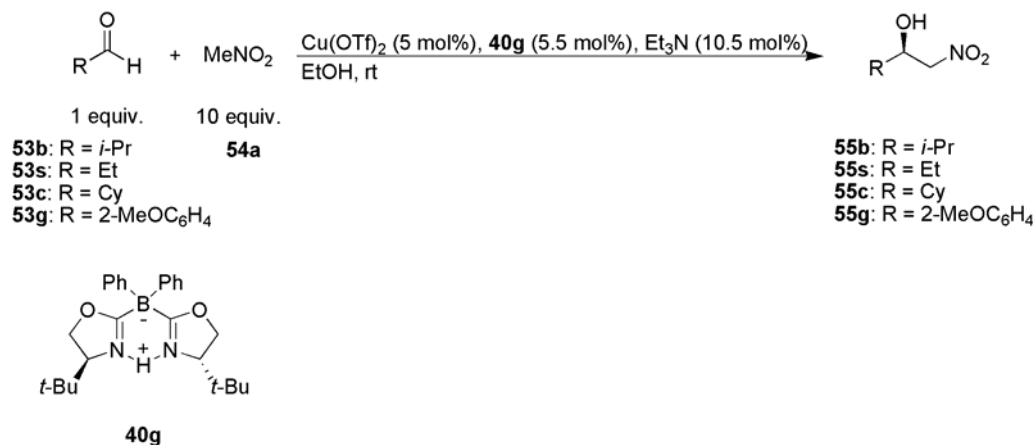 O
R
H
+
MeNO2
Cu(OTf)2 (5 mol%), 40g (5.5 mol%), Et3N (10.5 mol%)
EtOH, rt
OH
R
NO2
1 equiv.
10 equiv.
53b: R = i-Pr
54a
55b: R = i-Pr
53s: R = Et
55s: R = Et
53c: R = Cy
55c: R = Cy
53g: R = 2-MeOC6H4
55g: R = 2-MeOC6H4
Ph Ph
O B O
-
N + N
H
t-Bu t-Bu
40g